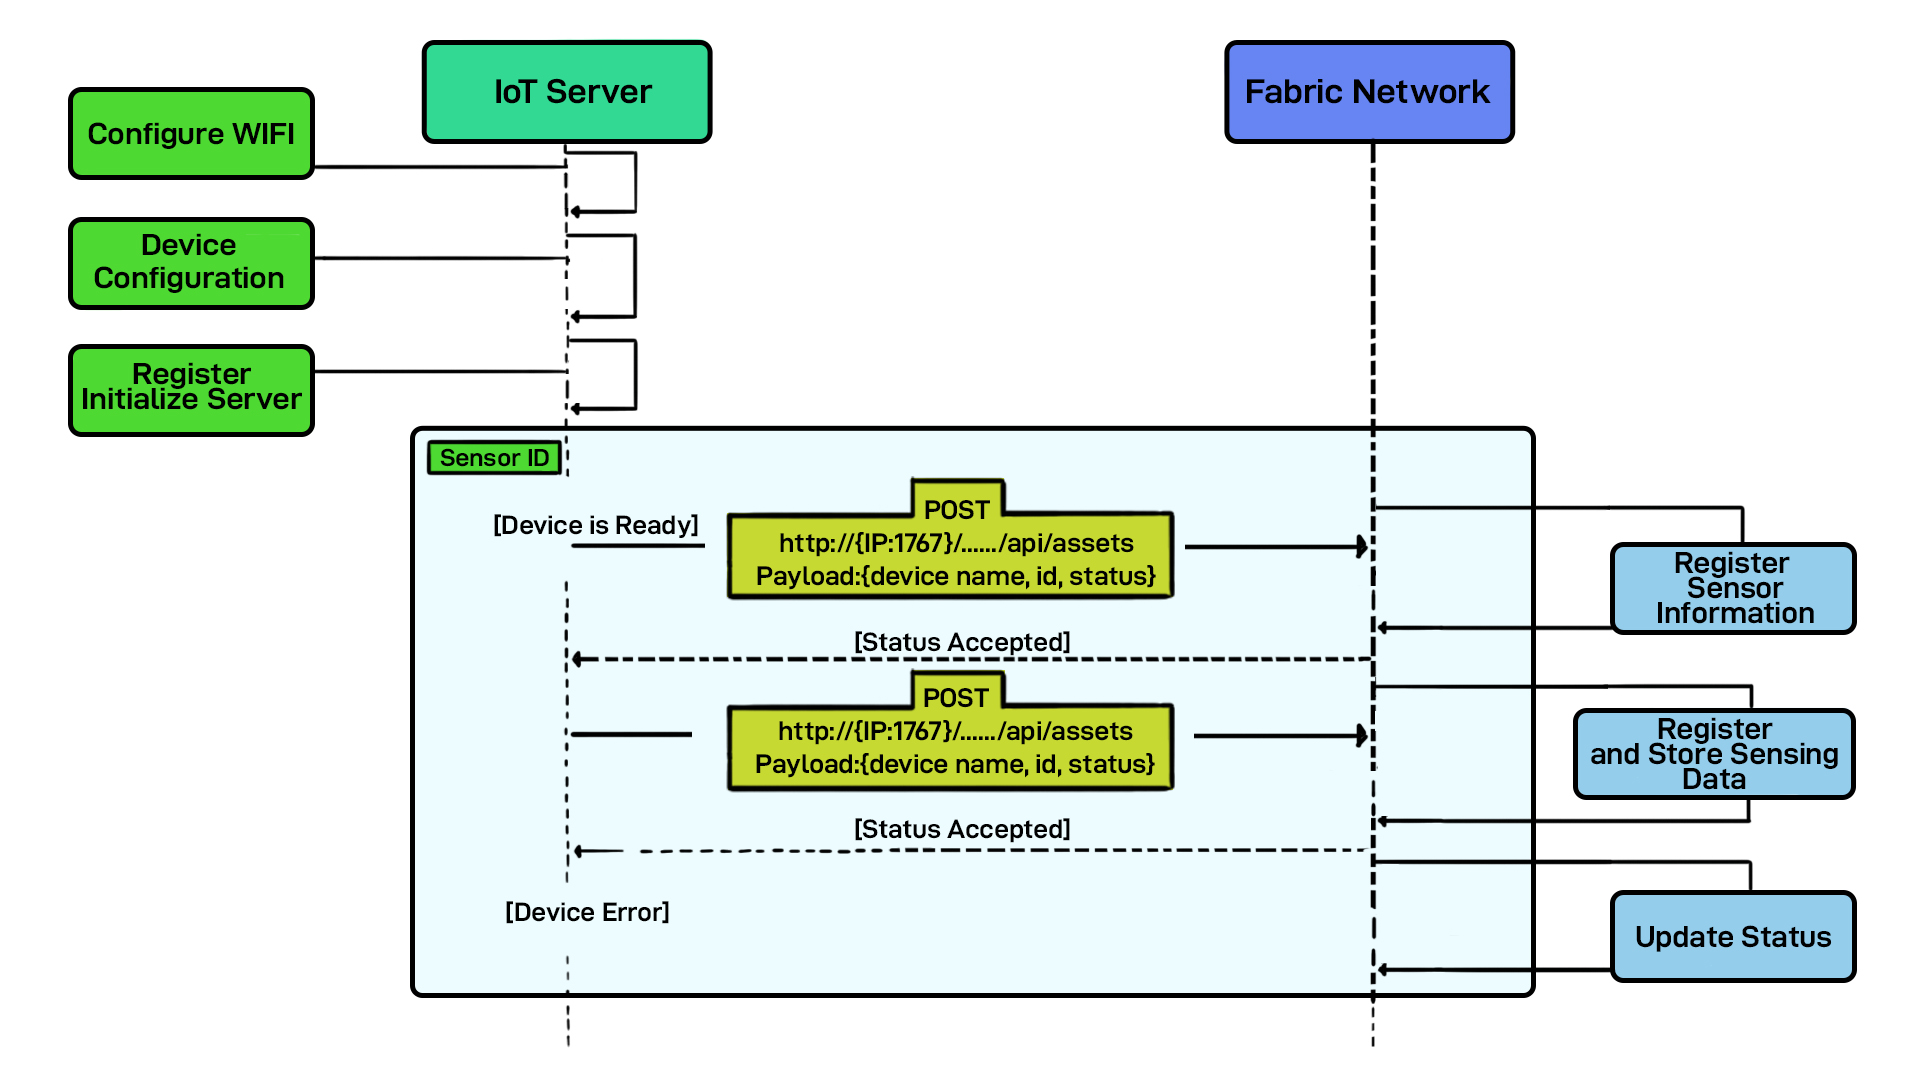 IoT Server
Fabric Network
Configure WIFI
Device
Configuration
Register
Initialize Server
Sensor ID
[Device is Ready]
POST
http://{IP:1767}/....../api/assets
Payload:{device name, id, status}
Register
Sensor
Information
[Status Accepted]
POST
http://{IP:1767}/....../api/assets
Payload:{device name, id, status}
Register
and Store Sensing
Data
[Status Accepted]
[Device Error]
Update Status